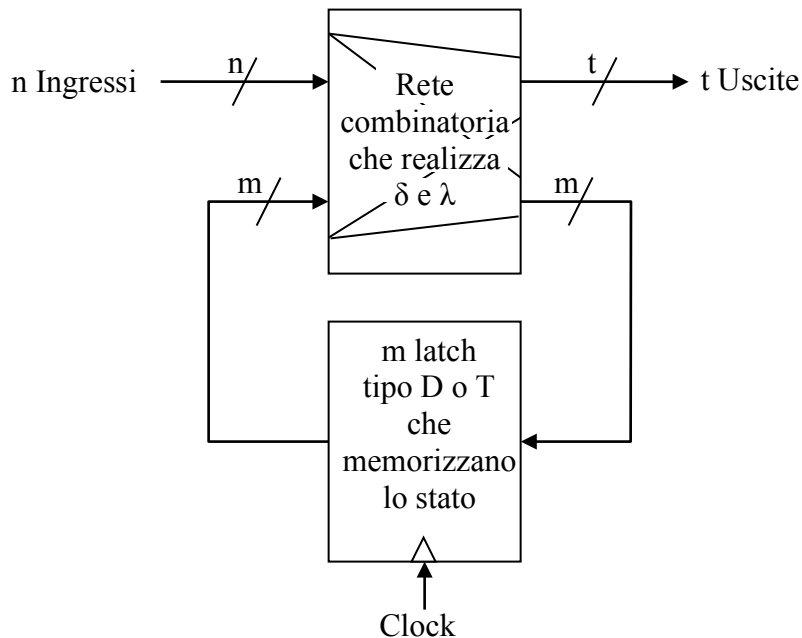 n Ingressi
n
Rete
combinatoria
che realizza
δ e λ
t
t Uscite
m
m
m latch
tipo D o T
che
memorizzano
lo stato
Clock